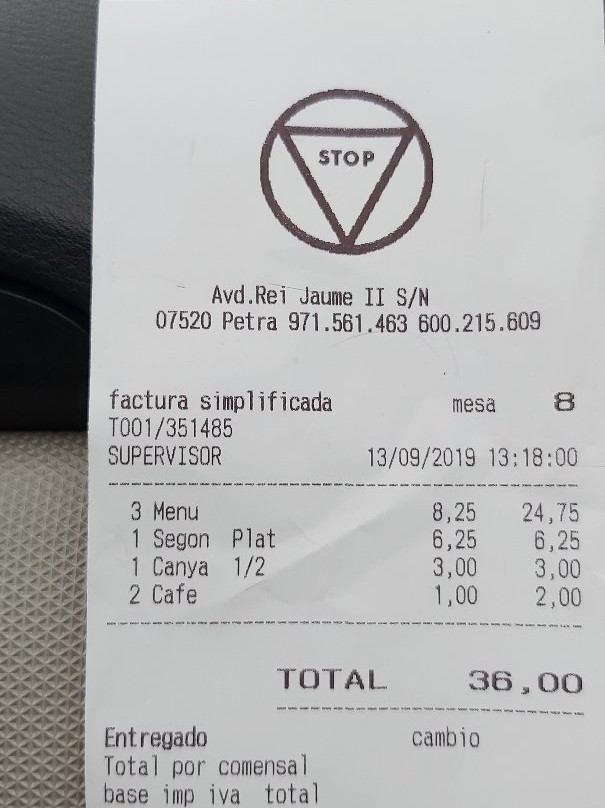 STOP
Avd.Rei Jaume II S/N
07520 Petra 971.561.463 600.215.609
factura simplificada mesa 8
T001/351485
SUPERVISOR 13/09/2019 13:18:00
3 Menu 8,25 24,75
1 Segon Plat 6,25 6,25
1 Canya 1/2 3,00 3,00
2 Cafe 1,00 2,00
TOTAL 36,00
Entregado cambio
Total por comensal
base imp iva total